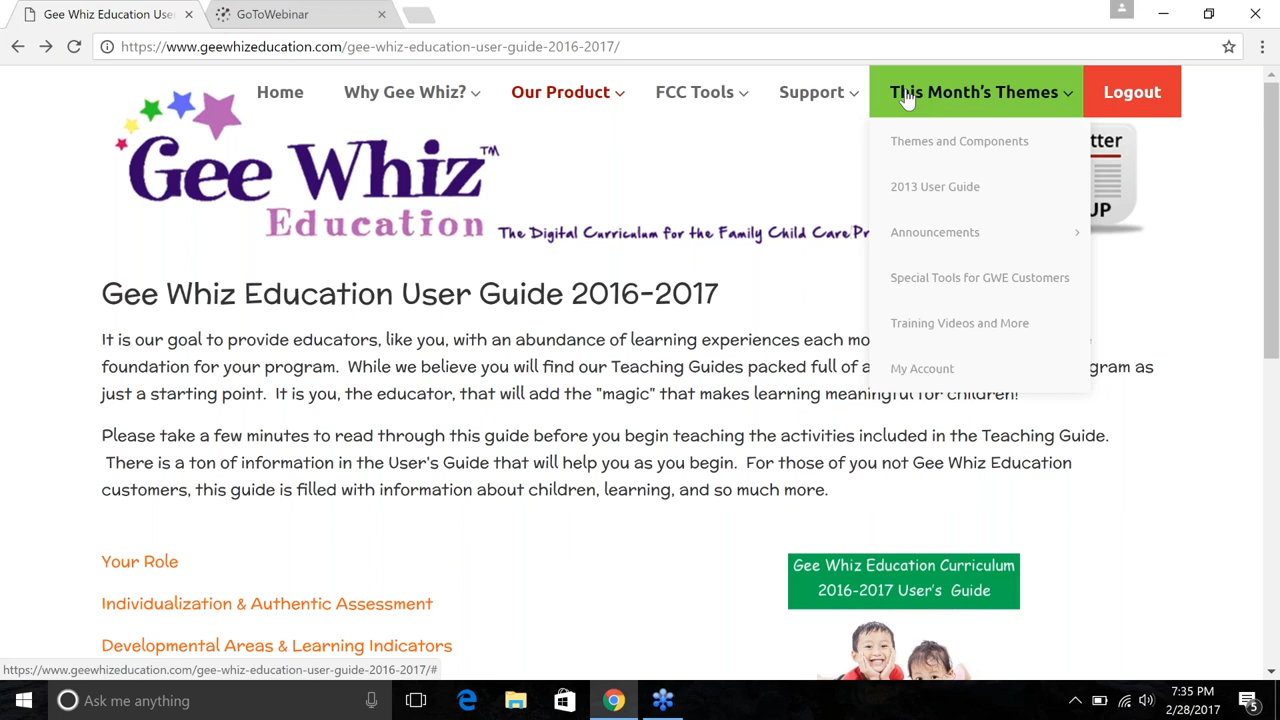 Gee Whiz Education Use
GoToWebinar
https://www.geewhizeducation.com/gee-whiz-education-user-guide-2016-2017/
Home
Why Gee Whiz?
Our Product
FCC Tools
Support
This Month's Themes
Logout
Gee Whiz™
Education
The Digital Curriculum for the Family Child Care Pr
tter
UP
Themes and Components
2013 User Guide
Announcements
Special Tools for GWE Customers
Training Videos and More
My Account
Gee Whiz Education User Guide 2016-2017
It is our goal to provide educators, like you, with an abundance of learning experiences each mo
foundation for your program. While we believe you will find our Teaching Guides packed full of a gram as
just a starting point. It is you, the educator, that will add the "magic" that makes learning meaningful for children!
Please take a few minutes to read through this guide before you begin teaching the activities included in the Teaching Guide.
There is a ton of information in the User's Guide that will help you as you begin. For those of you not Gee Whiz Education
customers, this guide is filled with information about children, learning, and so much more.
Your Role
Individualization & Authentic Assessment
Developmental Areas & Learning Indicators
Gee Whiz Education Curriculum
2016-2017 User's Guide
https://www.geewhizeducation.com/gee-whiz-education-user-guide-2016-2017/#
Ask me anything
7:35 PM
2/28/2017
5